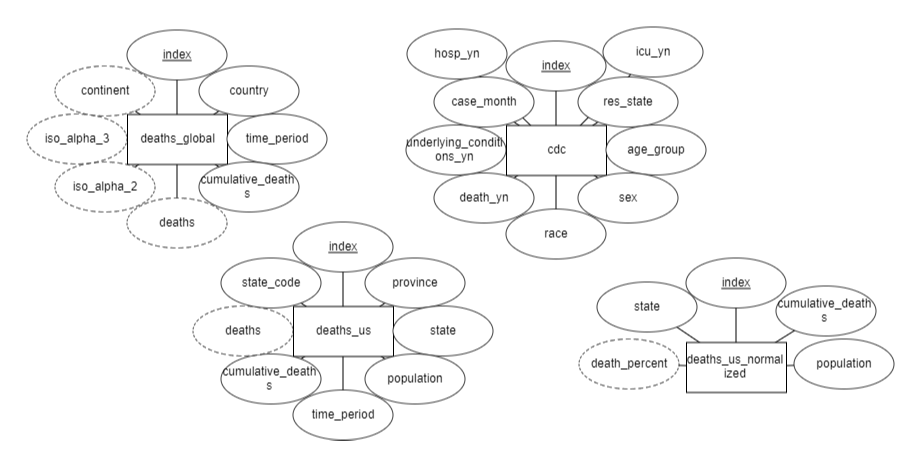 index
continent
country
iso_alpha_3
deaths_global
time_period
iso_alpha_2
cumulative_death
s
deaths
hosp_yn
index
icu_yn
case_month
res_state
underlying_conditi
ons_yn
cdc
age_group
death_yn
sex
race
index
state_code
province
deaths
deaths_us
state
cumulative_death
s
population
time_period
index
state
cumulative_death
s
death_percent
deaths_us_normal
ized
population